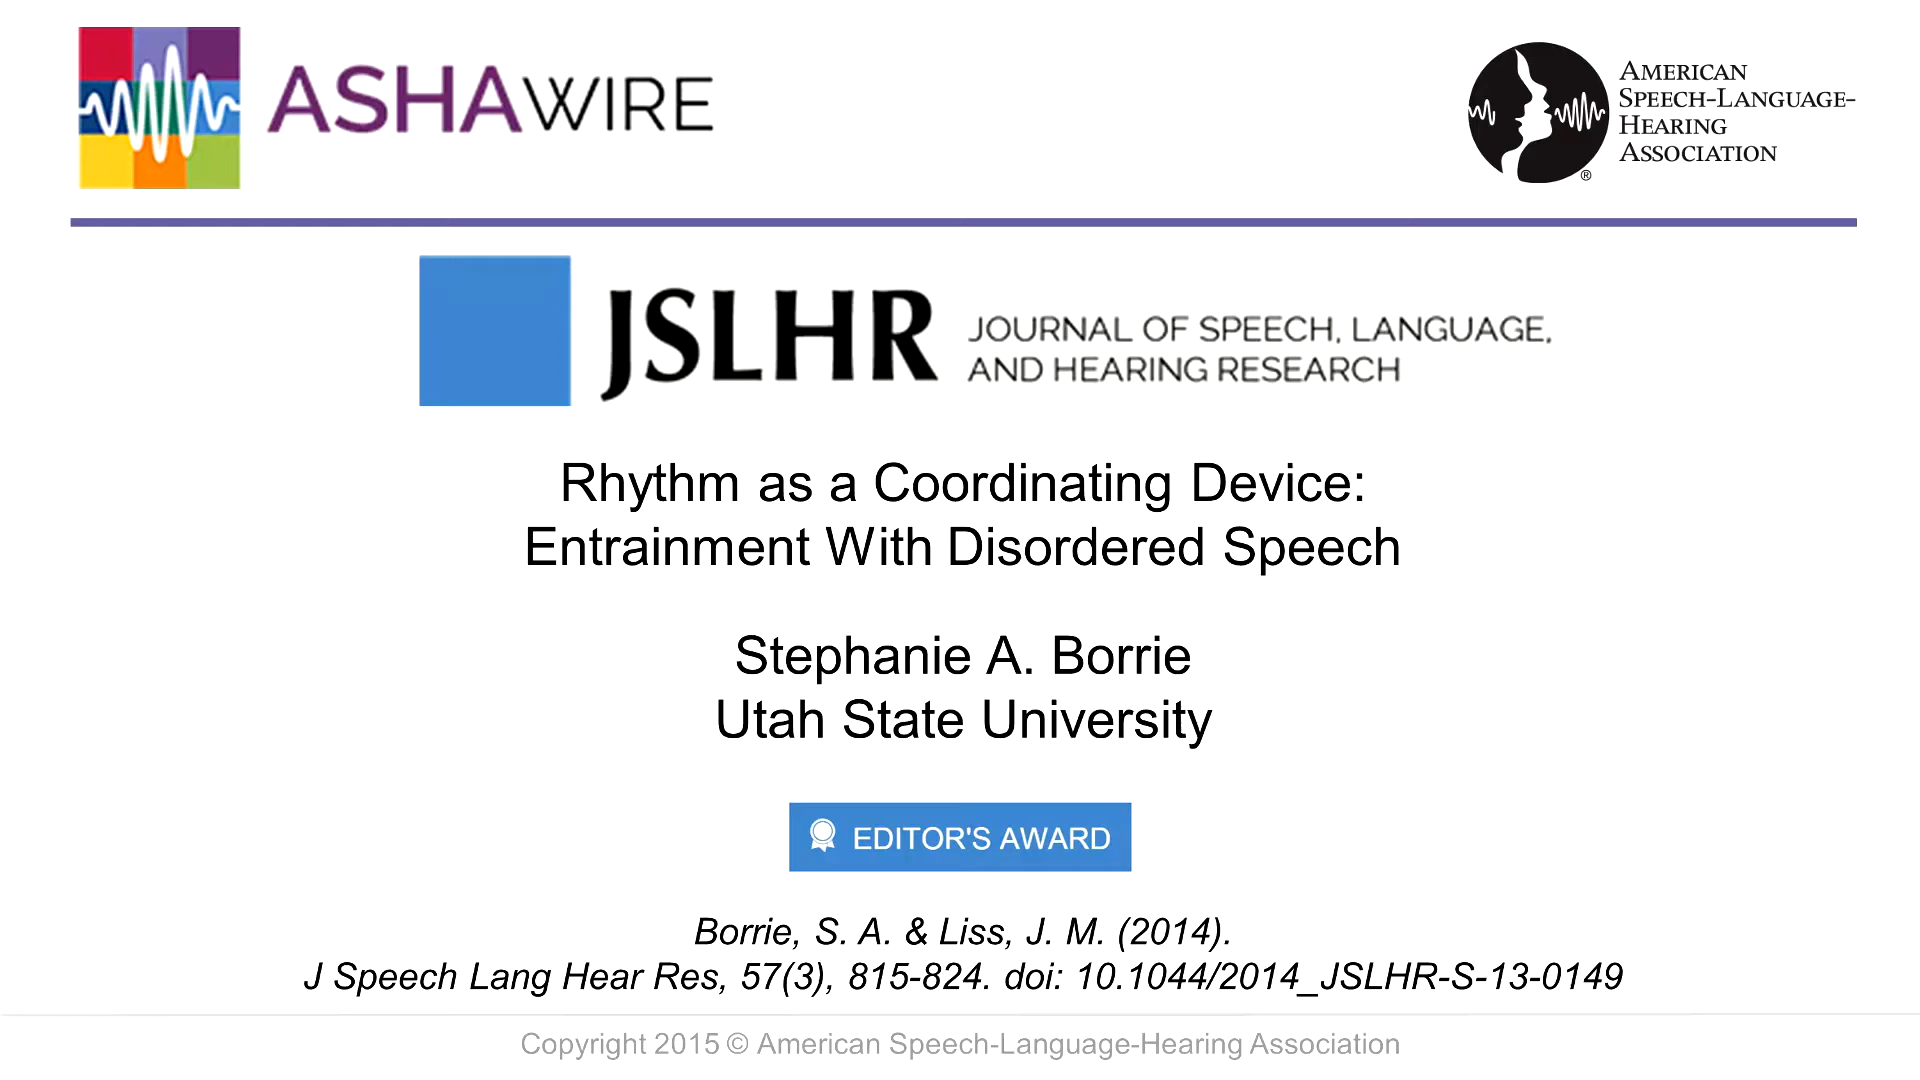 ASHAWIRE
AMERICAN
SPEECH-LANGUAGE-
HEARING
ASSOCIATION
®
JSLHR
JOURNAL OF SPEECH, LANGUAGE,
AND HEARING RESEARCH
Rhythm as a Coordinating Device:
Entrainment With Disordered Speech
Stephanie A. Borrie
Utah State University
EDITOR'S AWARD
Borrie, S. A. & Liss, J. M. (2014).
J Speech Lang Hear Res, 57(3), 815-824. doi: 10.1044/2014_JSLHR-S-13-0149
Copyright 2015 © American Speech-Language-Hearing Association